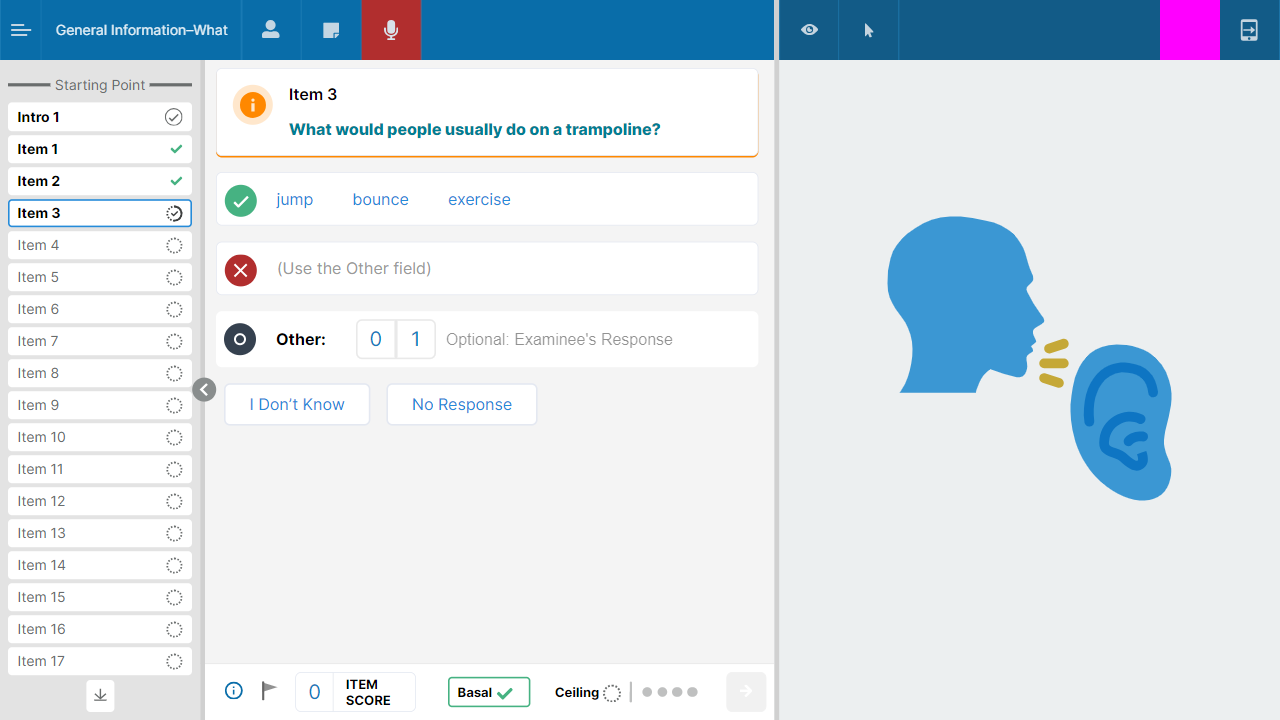 General Information–What
Starting Point
Intro 1
Item 1
Item 2
Item 3
Item 4
Item 5
Item 6
Item 7
Item 8
Item 9
Item 10
Item 11
Item 12
Item 13
Item 14
Item 15
Item 16
Item 17
Item 3
What would people usually do on a trampoline?
jump bounce exercise
(Use the Other field)
Other: 0 1 Optional: Examinee's Response
I Don’t Know No Response
0 ITEM SCORE Basal Ceiling